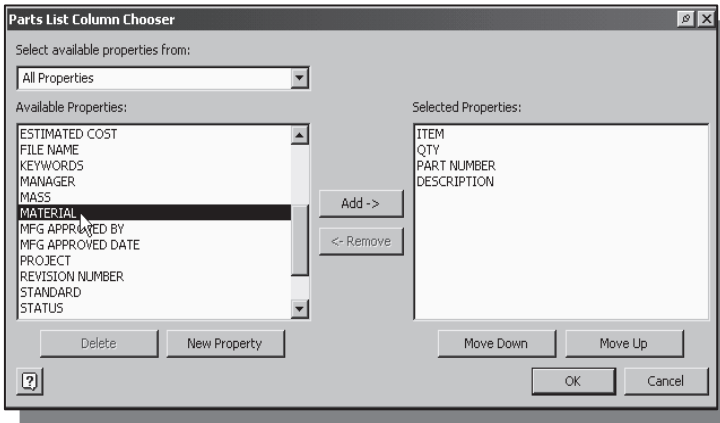 Parts List Column Chooser
Select available properties from:
All Properties
Available Properties:
ESTIMATED COST
FILE NAME
KEYWORDS
MANAGER
MASS
MATERIAL
MFG APPROVED BY
MFG APPROVED DATE
PROJECT
REVISION NUMBER
STANDARD
STATUS
Add ->
<- Remove
Selected Properties:
ITEM
QTY
PART NUMBER
DESCRIPTION
Delete
New Property
Move Down
Move Up
?
OK
Cancel